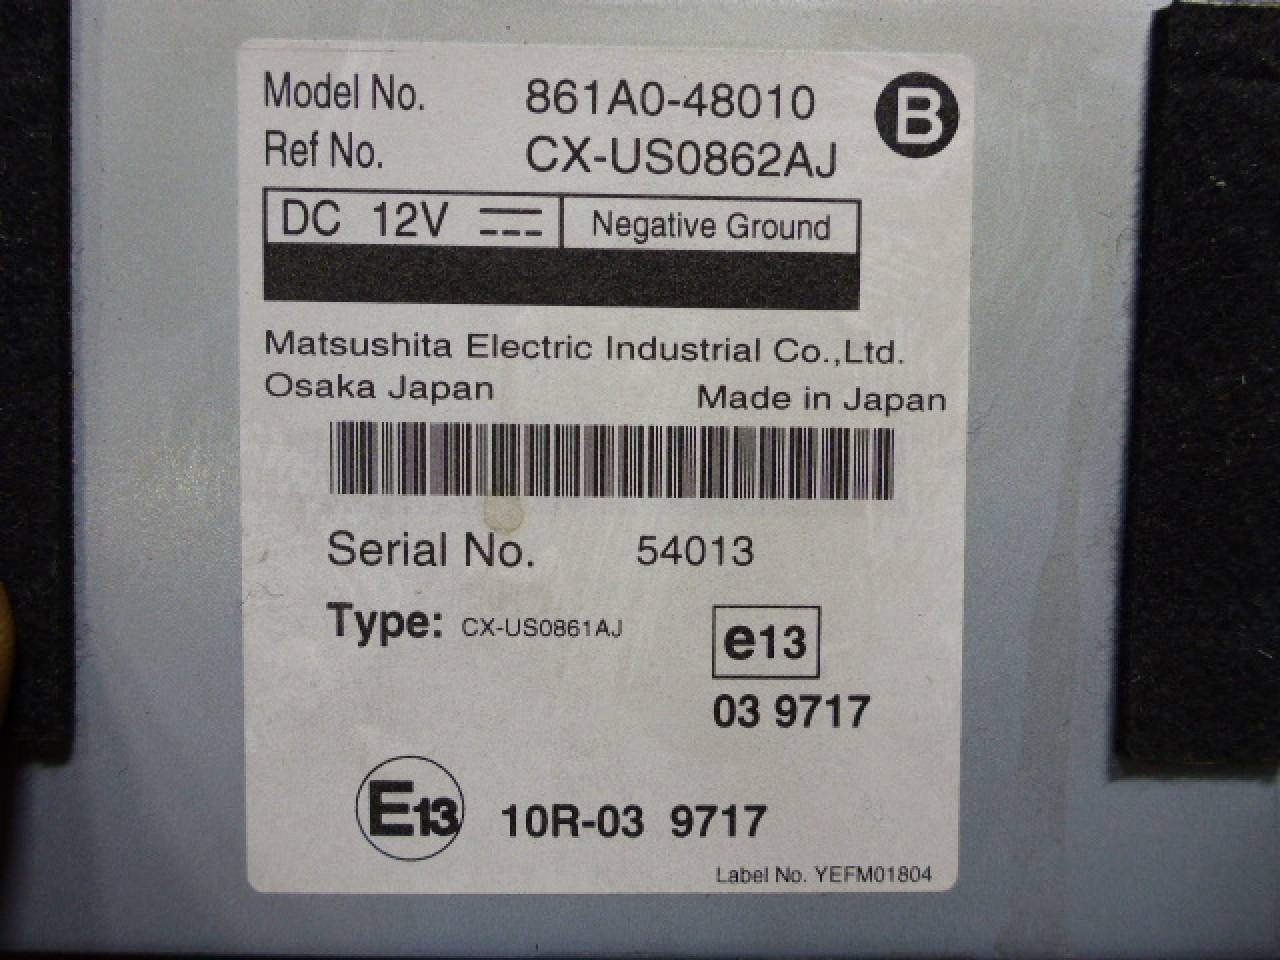 Model No. 861A0-48010 B
Ref No. CX-US0862AJ
DC 12V Negative Ground
Matsushita Electric Industrial Co.,Ltd.
Osaka Japan Made in Japan
Serial No. 54013
Type: CX-US0861AJ e13
03 9717
E13 10R-03 9717
Label No. YEFM01804